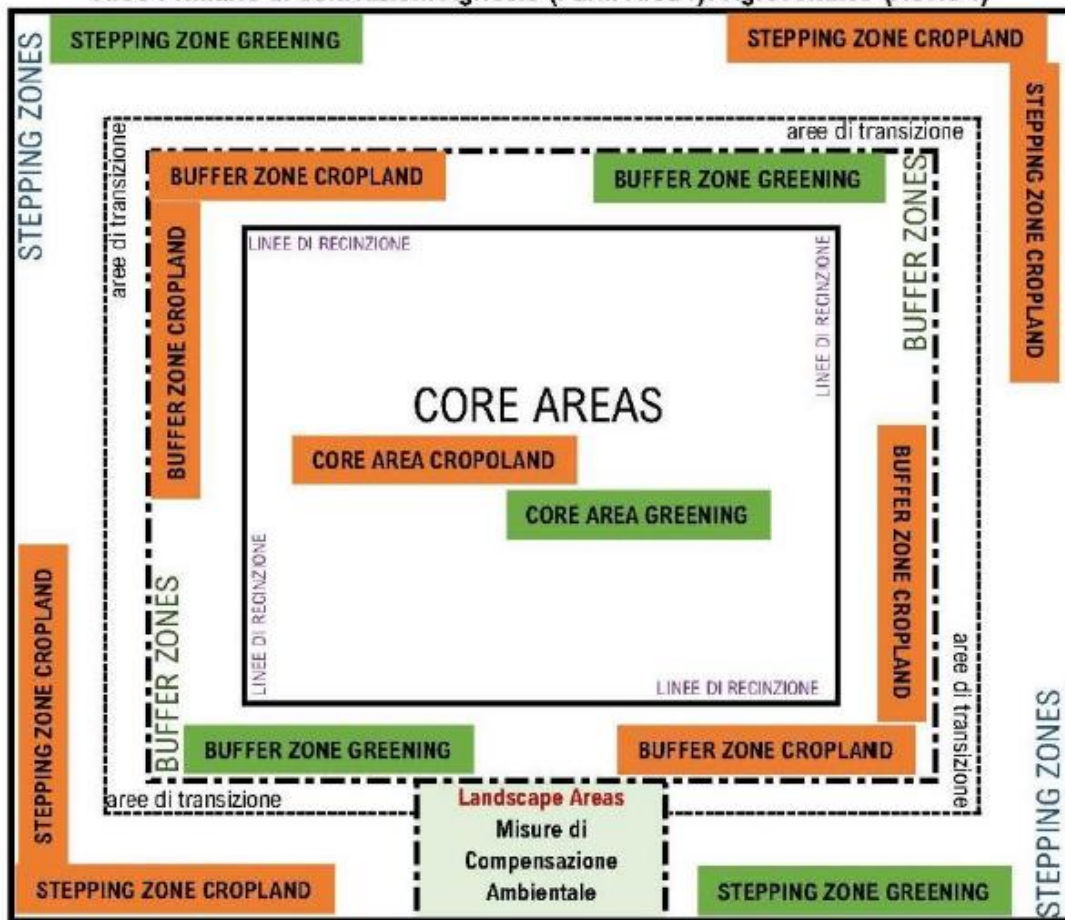 STEPPING ZONES
STEPPING ZONE GREENING
STEPPING ZONE CROPLAND
STEPPING ZONE CROPLAND
aree di transizione
aree di transizione
BUFFER ZONE CROPLAND
BUFFER ZONE GREENING
BUFFER ZONES
BUFFER ZONE CROPLAND
LINEE DI RECINZIONE
LINEE DI RECINZIONE
CORE AREAS
CORE AREA CROPOLAND
CORE AREA GREENING
BUFFER ZONE CROPLAND
LINEE DI RECINZIONE
LINEE DI RECINZIONE
STEPPING ZONE CROPLAND
BUFFER ZONES
BUFFER ZONE GREENING
BUFFER ZONE CROPLAND
aree di transizione
aree di transizione
STEPPING ZONES
Landscape Areas
Misure di
Compensazione
Ambientale
STEPPING ZONE CROPLAND
STEPPING ZONE GREENING